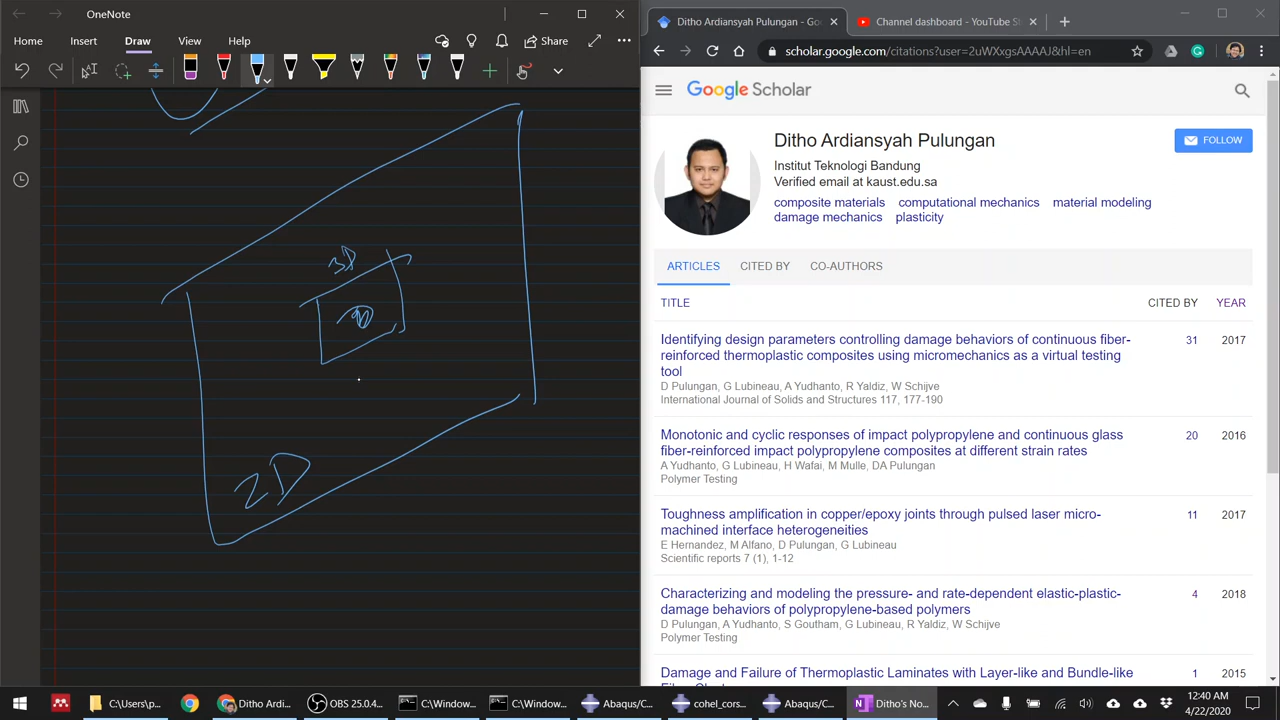 OneNote
Home
Insert
Draw
View
Help
Share
3D
2D
Ditho Ardiansyah Pulungan - Go
Channel dashboard - YouTube St
scholar.google.com/citations?user=2uWXxgsAAAAJ&hl=en
Google Scholar
Ditho Ardiansyah Pulungan
FOLLOW
Institut Teknologi Bandung
Verified email at kaust.edu.sa
composite materials computational mechanics material modeling
damage mechanics plasticity
ARTICLES CITED BY CO-AUTHORS
TITLE CITED BY YEAR
Identifying design parameters controlling damage behaviors of continuous fiber- 31 2017
reinforced thermoplastic composites using micromechanics as a virtual testing
tool
D Pulungan, G Lubineau, A Yudhanto, R Yaldiz, W Schijve
International Journal of Solids and Structures 117, 177-190
Monotonic and cyclic responses of impact polypropylene and continuous glass 20 2016
fiber-reinforced impact polypropylene composites at different strain rates
A Yudhanto, G Lubineau, H Wafai, M Mulle, DA Pulungan
Polymer Testing
Toughness amplification in copper/epoxy joints through pulsed laser micro- 11 2017
machined interface heterogeneities
E Hernandez, M Alfano, D Pulungan, G Lubineau
Scientific reports 7 (1), 1-12
Characterizing and modeling the pressure- and rate-dependent elastic-plastic- 4 2018
damage behaviors of polypropylene-based polymers
D Pulungan, A Yudhanto, S Goutham, G Lubineau, R Yaldiz, W Schijve
Polymer Testing
Damage and Failure of Thermoplastic Laminates with Layer-like and Bundle-like 1 2015
C:\Users\p...
Ditho Ardi...
OBS 25.0.4...
C:\Window...
C:\Window...
Abaqus/C...
cohel_cors...
Abaqus/C...
Ditho's No...
12:40 AM
4/22/2020